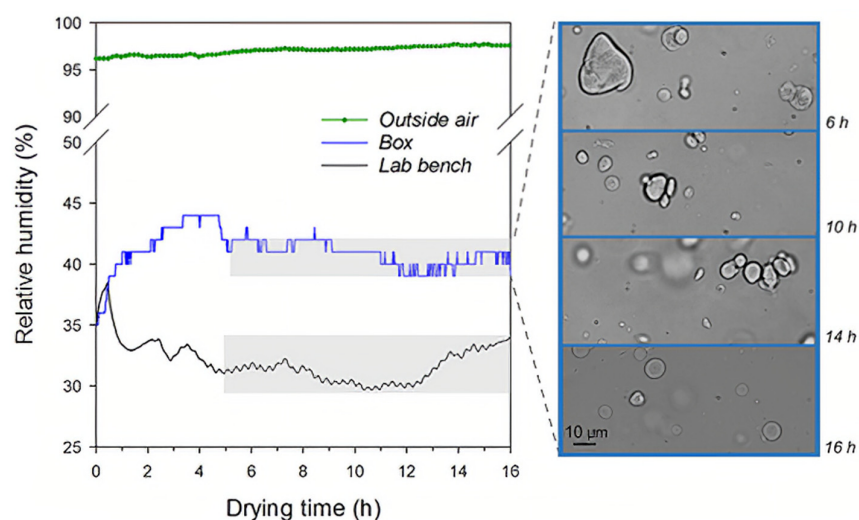 Relative humidity (%)
100
95
90
50
45
40
35
30
25
Outside air
Box
Lab bench
0
2
4
6
8
10
12
14
16
Drying time (h)
6 h
10 h
14 h
10 µm
16 h